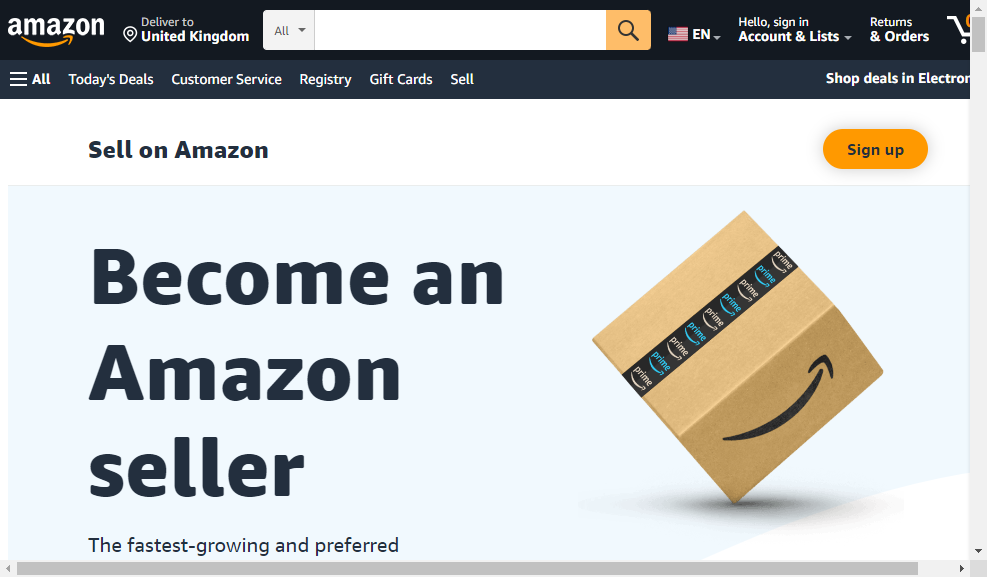 amazon
Deliver to
United Kingdom
All
EN
Hello, sign in
Account & Lists
Returns
& Orders
All
Today's Deals
Customer Service
Registry
Gift Cards
Sell
Shop deals in Electron
Sell on Amazon
Sign up
Become an
Amazon
seller
prime
prime
prime
prime
prime
prime
prime
prime
prime
The fastest-growing and preferred